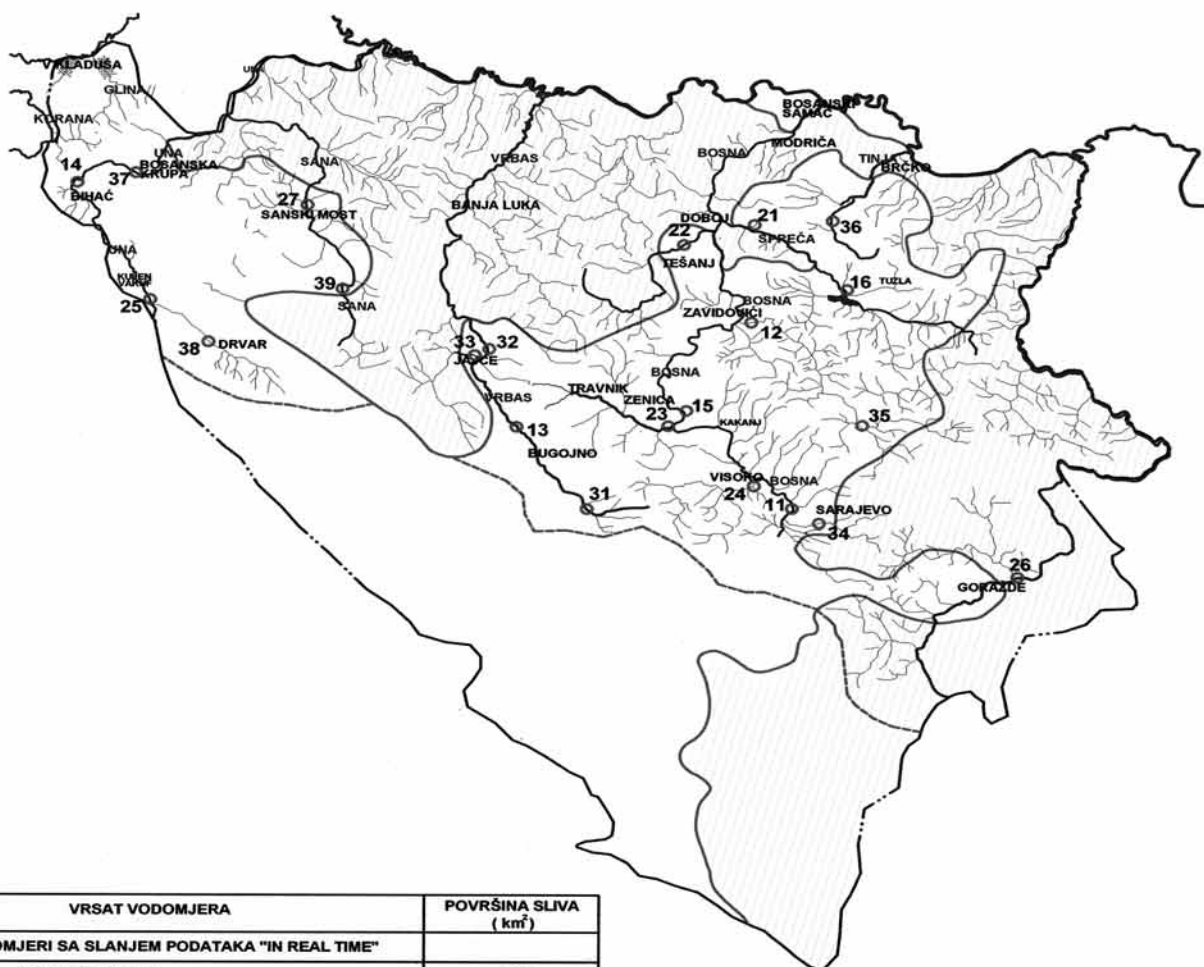 V.KLADUŠA
GLINA
KORANA
UNA
UNA
BOSANSKA
KRUPA
14
37
BIHAĆ
SANA
27
SANSKI MOST
VRBAS
BANJA LUKA
BOSNA
BOSANSKI
ŠAMAC
MODRIČA
TINJA
BRČKO
DOBOJ
21
36
SPREČA
22
TEŠANJ
UNA
KULEN
VAKUF
25
39
SANA
16
TUZLA
BOSNA
ZAVIDOVIĆI
12
38
DRVAR
33
32
JAJCE
BOSNA
TRAVNIK
VRBAS
ZENICA
15
23
KAKANJ
35
13
BUGOJNO
VISOKO
24
BOSNA
31
11
SARAJEVO
34
26
GORAŽDE
VRSAT VODOMJERA
POVRŠINA SLIVA
( km²)
OMJERI SA SLANJEM PODATAKA "IN REAL TIME"